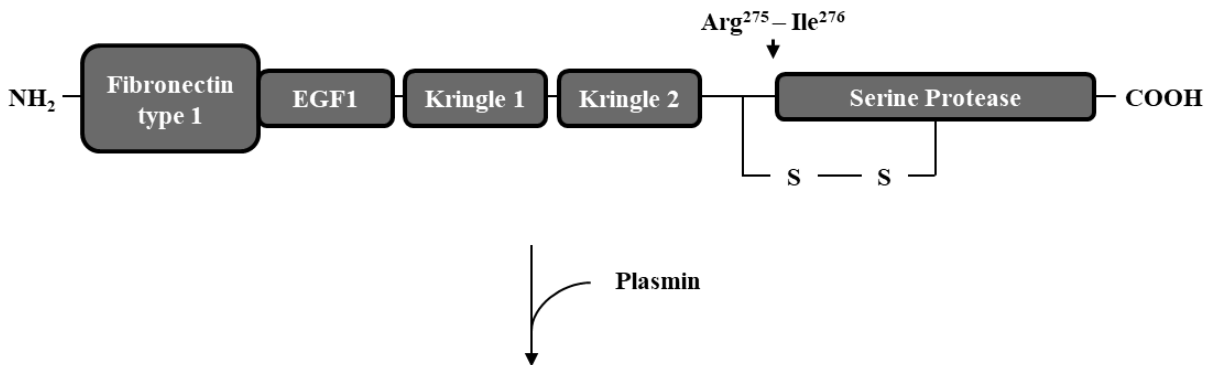 Arg²⁷⁵ – Ile²⁷⁶
NH₂
Fibronectin
type 1
EGF1
Kringle 1
Kringle 2
Serine Protease
COOH
S
S
Plasmin